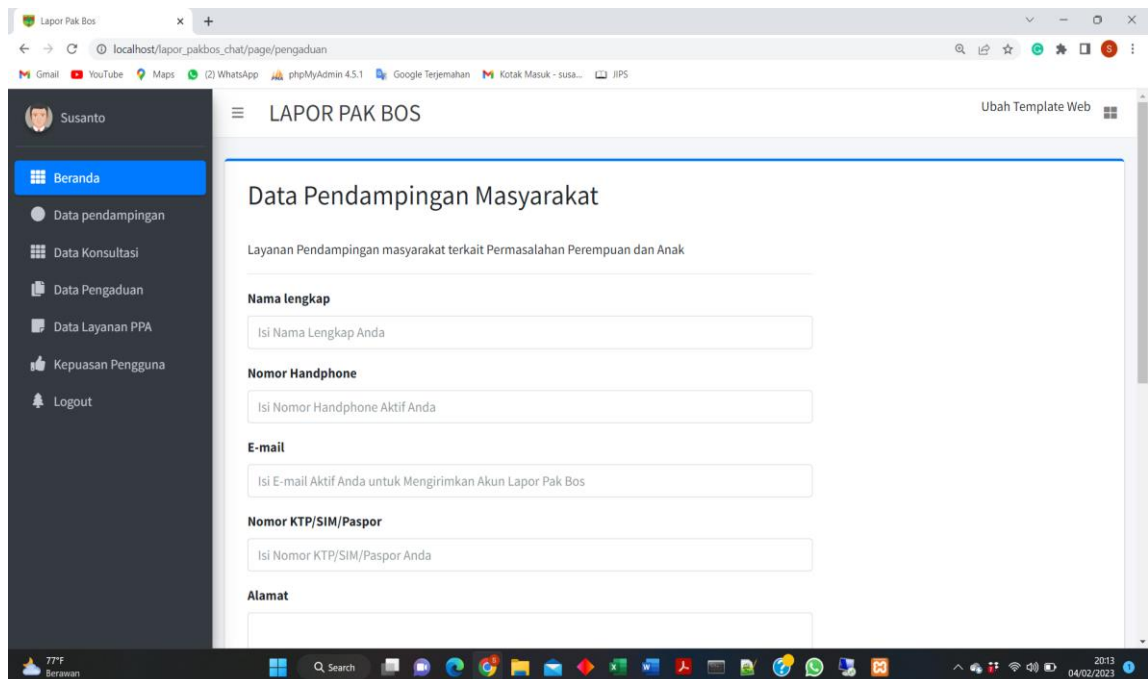 Lapor Pak Bos
localhost/lapor_pakbos_chat/page/pengaduan
Gmail YouTube Maps (2) WhatsApp phpMyAdmin 4.5.1 Google Terjemahan Kotak Masuk - susa... JIPS
Susanto
LAPOR PAK BOS
Ubah Template Web
Beranda
Data pendampingan
Data Konsultasi
Data Pengaduan
Data Layanan PPA
Kepuasan Pengguna
Logout
Data Pendampingan Masyarakat
Layanan Pendampingan masyarakat terkait Permasalahan Perempuan dan Anak
Nama lengkap
Isi Nama Lengkap Anda
Nomor Handphone
Isi Nomor Handphone Aktif Anda
E-mail
Isi E-mail Aktif Anda untuk Mengirimkan Akun Lapor Pak Bos
Nomor KTP/SIM/Paspor
Isi Nomor KTP/SIM/Paspor Anda
Alamat
77°F
Berawan
Search
20:13
04/02/2023